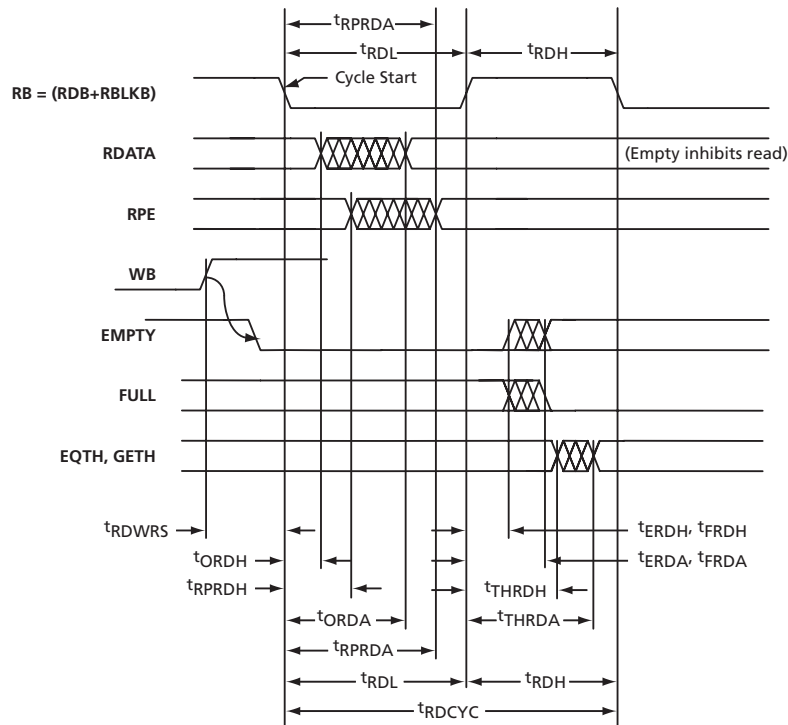 tRPRDA
tRDL tRDH
Cycle Start
RB = (RDB+RBLKB)
RDATA
(Empty inhibits read)
RPE
WB
EMPTY
FULL
EQTH, GETH
tRDWRS
tERDH, tFRDH
tORDH
tERDA, tFRDA
tRPRDH
tTHRDH
tORDA
tTHRDA
tRPRDA
tRDL tRDH
tRDCYC